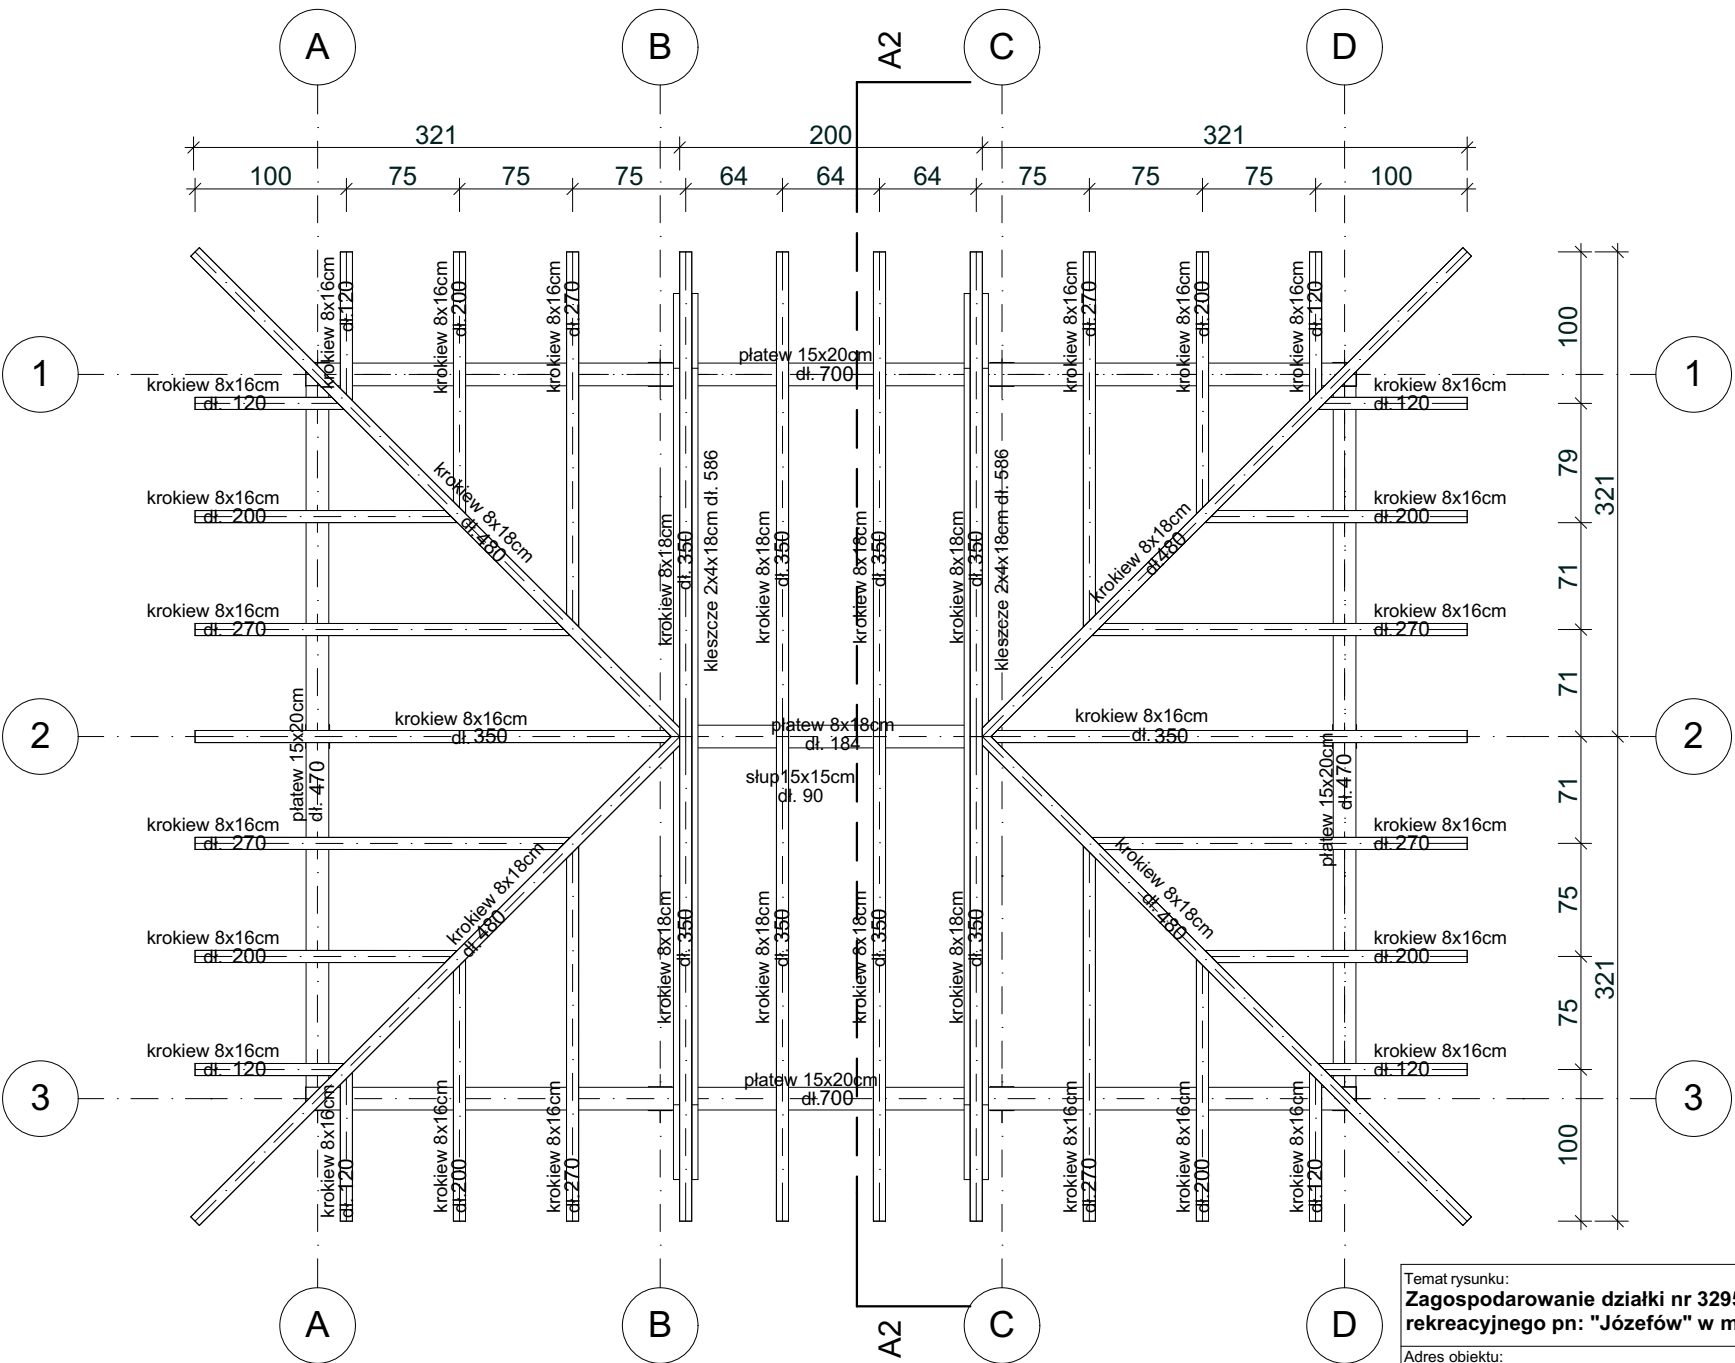 A
B
A2
C
D
321
200
321
100
75
75
75
64
64
64
75
75
75
100
krokiew 8x16cm
dł.120
krokiew 8x16cm
dł.200
krokiew 8x16cm
dł.270
krokiew 8x16cm
dł.270
krokiew 8x16cm
dł.200
krokiew 8x16cm
dł.120
100
79
71
71
71
75
75
100
321
321
1
1
płatew 15x20cm
dł. 700
krokiew 8x16cm
dł. 120
krokiew 8x16cm
dł.120
krokiew 8x16cm
dł. 200
krokiew 8x16cm
dł.200
krokiew 8x18cm
dł.480
krokiew 8x18cm
dł.480
krokiew 8x18cm
dł. 350
kleszcze 2x4x18cm dł. 586
krokiew 8x18cm
dł. 350
krokiew 8x18cm
dł. 350
krokiew 8x18cm
dł. 350
kleszcze 2x4x18cm dł. 586
krokiew 8x16cm
dł. 270
krokiew 8x16cm
dł.270
2
2
krokiew 8x16cm
dł. 350
krokiew 8x16cm
dł.350
płatew 8x18cm
dł. 184
słup15x15cm
dł. 90
płatew 15x20cm
dł. 470
płatew 15x20cm
dł.470
krokiew 8x16cm
dł. 270
krokiew 8x16cm
dł.270
krokiew 8x18cm
dł.480
krokiew 8x18cm
dł.480
krokiew 8x18cm
dł. 350
krokiew 8x18cm
dł. 350
krokiew 8x18cm
dł. 350
krokiew 8x18cm
dł. 350
krokiew 8x16cm
dł. 200
krokiew 8x16cm
dł.200
krokiew 8x16cm
dł. 120
krokiew 8x16cm
dł.120
3
3
płatew 15x20cm
dł.700
krokiew 8x16cm
dł. 120
krokiew 8x16cm
dł.200
krokiew 8x16cm
dł.270
krokiew 8x16cm
dł.270
krokiew 8x16cm
dł.200
krokiew 8x16cm
dł.120
A
B
A2
C
D
Temat rysunku:
Zagospodarowanie działki nr 3295
rekreacyjnego pn: "Józefów" w m
Adres obiektu: